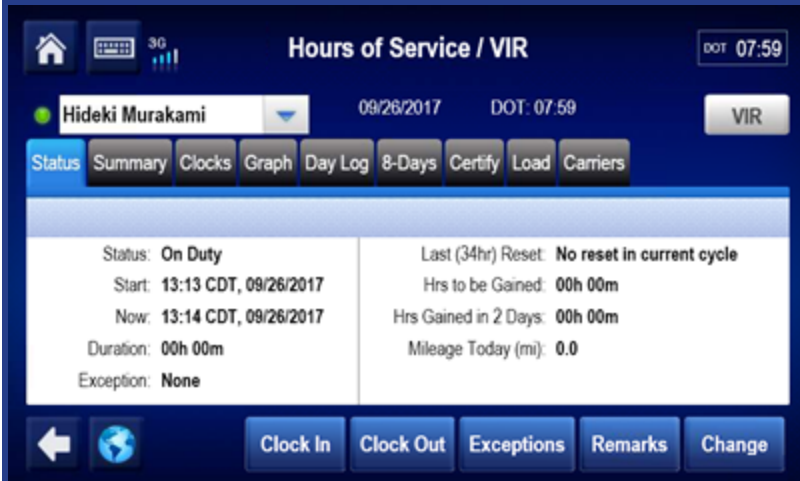 3G
Hours of Service / VIR
DOT 07:59
Hideki Murakami
09/26/2017 DOT: 07:59
VIR
Status Summary Clocks Graph Day Log 8-Days Certify Load Carriers
Status: On Duty
Start: 13:13 CDT, 09/26/2017
Now: 13:14 CDT, 09/26/2017
Duration: 00h 00m
Exception: None
Last (34hr) Reset: No reset in current cycle
Hrs to be Gained: 00h 00m
Hrs Gained in 2 Days: 00h 00m
Mileage Today (mi): 0.0
Clock In Clock Out Exceptions Remarks Change